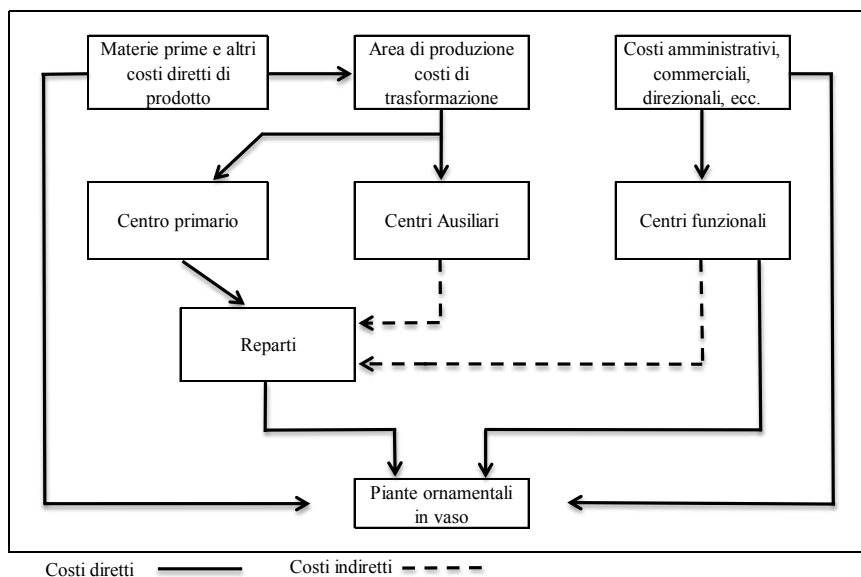 Materie prime e altri
costi diretti di
prodotto
Area di produzione
costi di
trasformazione
Costi amministrativi,
commerciali,
direzionali, ecc.
Centro primario
Centri Ausiliari
Centri funzionali
Reparti
Piante ornamentali
in vaso
Costi diretti
Costi indiretti